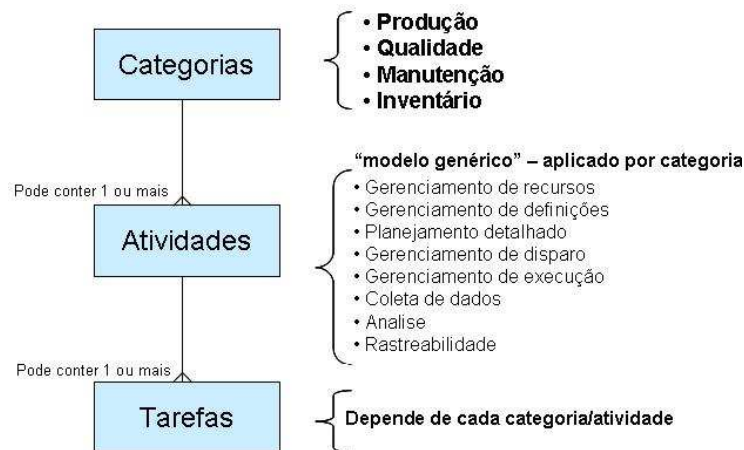 Categorias
• Produção
• Qualidade
• Manutenção
• Inventário
Pode conter 1 ou mais
Atividades
“modelo genérico” – aplicado por categoria
• Gerenciamento de recursos
• Gerenciamento de definições
• Planejamento detalhado
• Gerenciamento de disparo
• Gerenciamento de execução
• Coleta de dados
• Analise
• Rastreabilidade
Pode conter 1 ou mais
Tarefas
Depende de cada categoria/atividade